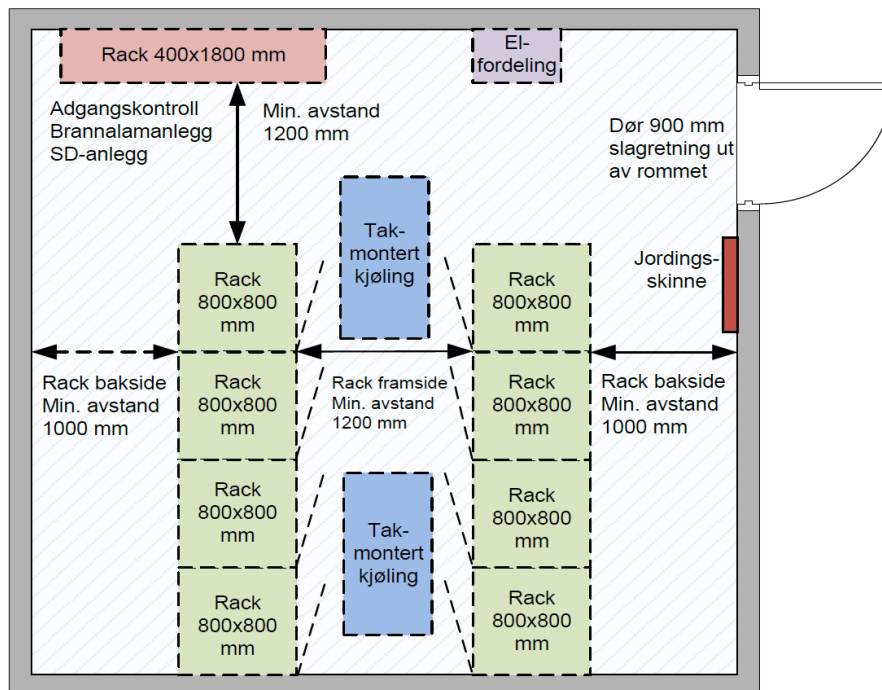 Rack 400x1800 mm
El-
fordeling
Adgangskontroll
Brannalamanlegg
SD-anlegg
Min. avstand
1200 mm
Dør 900 mm
slagretning ut
av rommet
Tak-
montert
kjøling
Jordings-
skinne
Rack
800x800
mm
Rack
800x800
mm
Rack bakside
Min. avstand
1000 mm
Rack
800x800
mm
Rack framside
Min. avstand
1200 mm
Rack
800x800
mm
Rack bakside
Min. avstand
1000 mm
Rack
800x800
mm
Tak-
montert
kjøling
Rack
800x800
mm
Rack
800x800
mm
Rack
800x800
mm